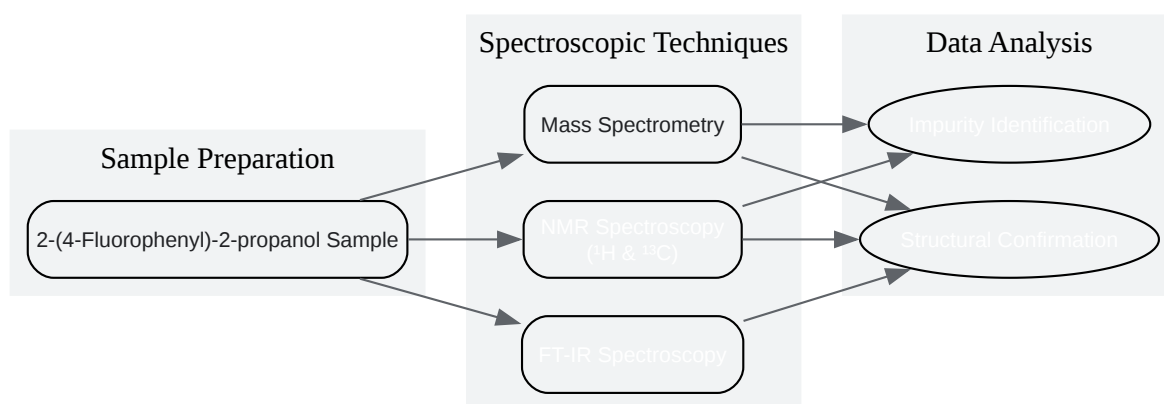 Sample Preparation
2-(4-Fluorophenyl)-2-propanol Sample
Spectroscopic Techniques
Mass Spectrometry
NMR Spectroscopy
(¹H & ¹³C)
FT-IR Spectroscopy
Data Analysis
Impurity Identification
Structural Confirmation